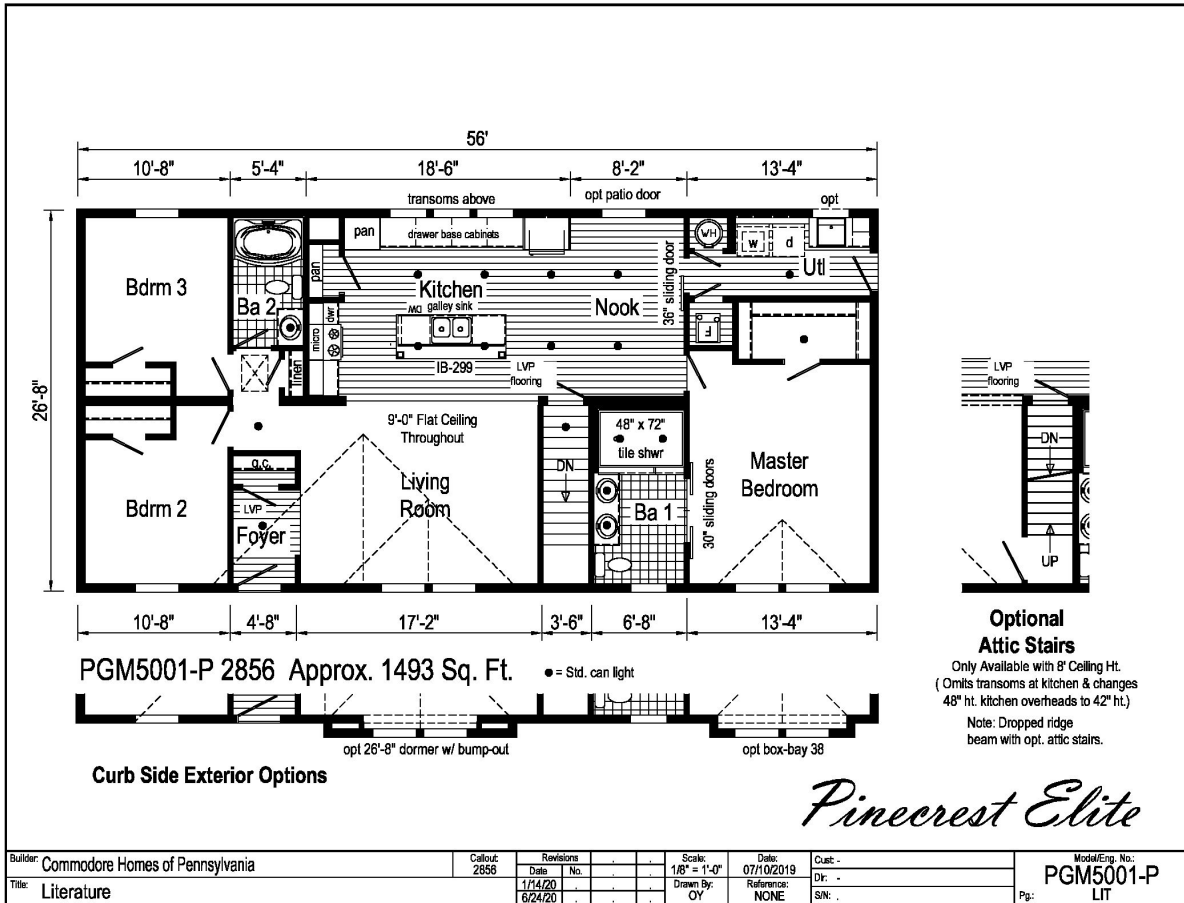 56'
10'-8" 5'-4" 18'-6" 8'-2" 13'-4"
transoms above opt patio door opt
26'-8"
pan drawer base cabinets WH w d
Utl
pan
Bdrm 3
Ba 2
Kitchen
galley sink
Nook
36" sliding door
DW
dwr
micro
F
IB-299
LVP
flooring
x
linen
9'-0" Flat Ceiling
Throughout
48" x 72"
tile shwr
DN
g.c.
Living
Room
Master
Bedroom
Bdrm 2
LVP
Foyer
Ba 1
30" sliding doors
LVP
flooring
DN
UP
10'-8" 4'-8" 17'-2" 3'-6" 6'-8" 13'-4"
Optional
Attic Stairs
Only Available with 8' Ceiling Ht.
( Omits transoms at kitchen & changes
48" ht. kitchen overheads to 42" ht.)
Note: Dropped ridge
beam with opt. attic stairs.
PGM5001-P 2856 Approx. 1493 Sq. Ft. = Std. can light
opt 26'-8" dormer w/ bump-out opt box-bay 38
Curb Side Exterior Options
Pinecrest Elite
Builder: Commodore Homes of Pennsylvania
Title: Literature
Callout:
2856
Revisions
Date No.
1/14/20
6/24/20
Scale:
1/8" = 1'-0"
Drawn By:
OY
Date:
07/10/2019
Reference:
NONE
Cust: -
Dlr: -
S/N: .
Model/Eng. No.:
PGM5001-P
Pg.: LIT